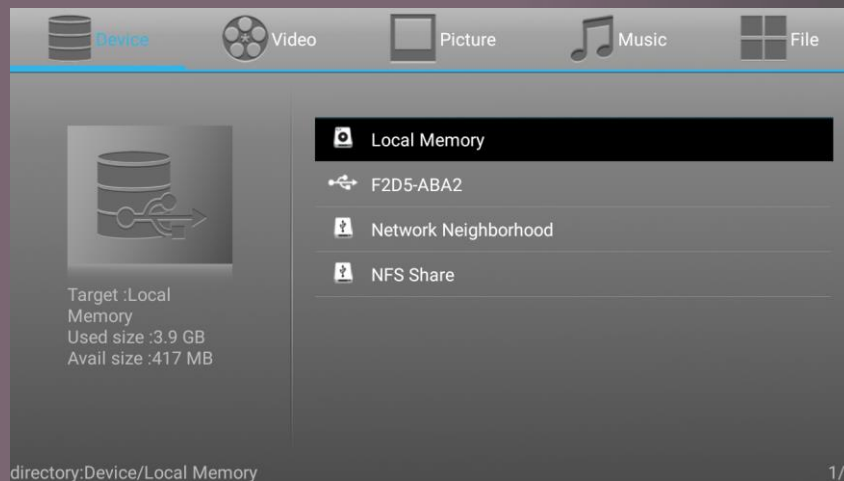 Device Video Picture Music File
Local Memory
F2D5-ABA2
Network Neighborhood
NFS Share
Target :Local
Memory
Used size :3.9 GB
Avail size :417 MB
directory:Device/Local Memory 1/